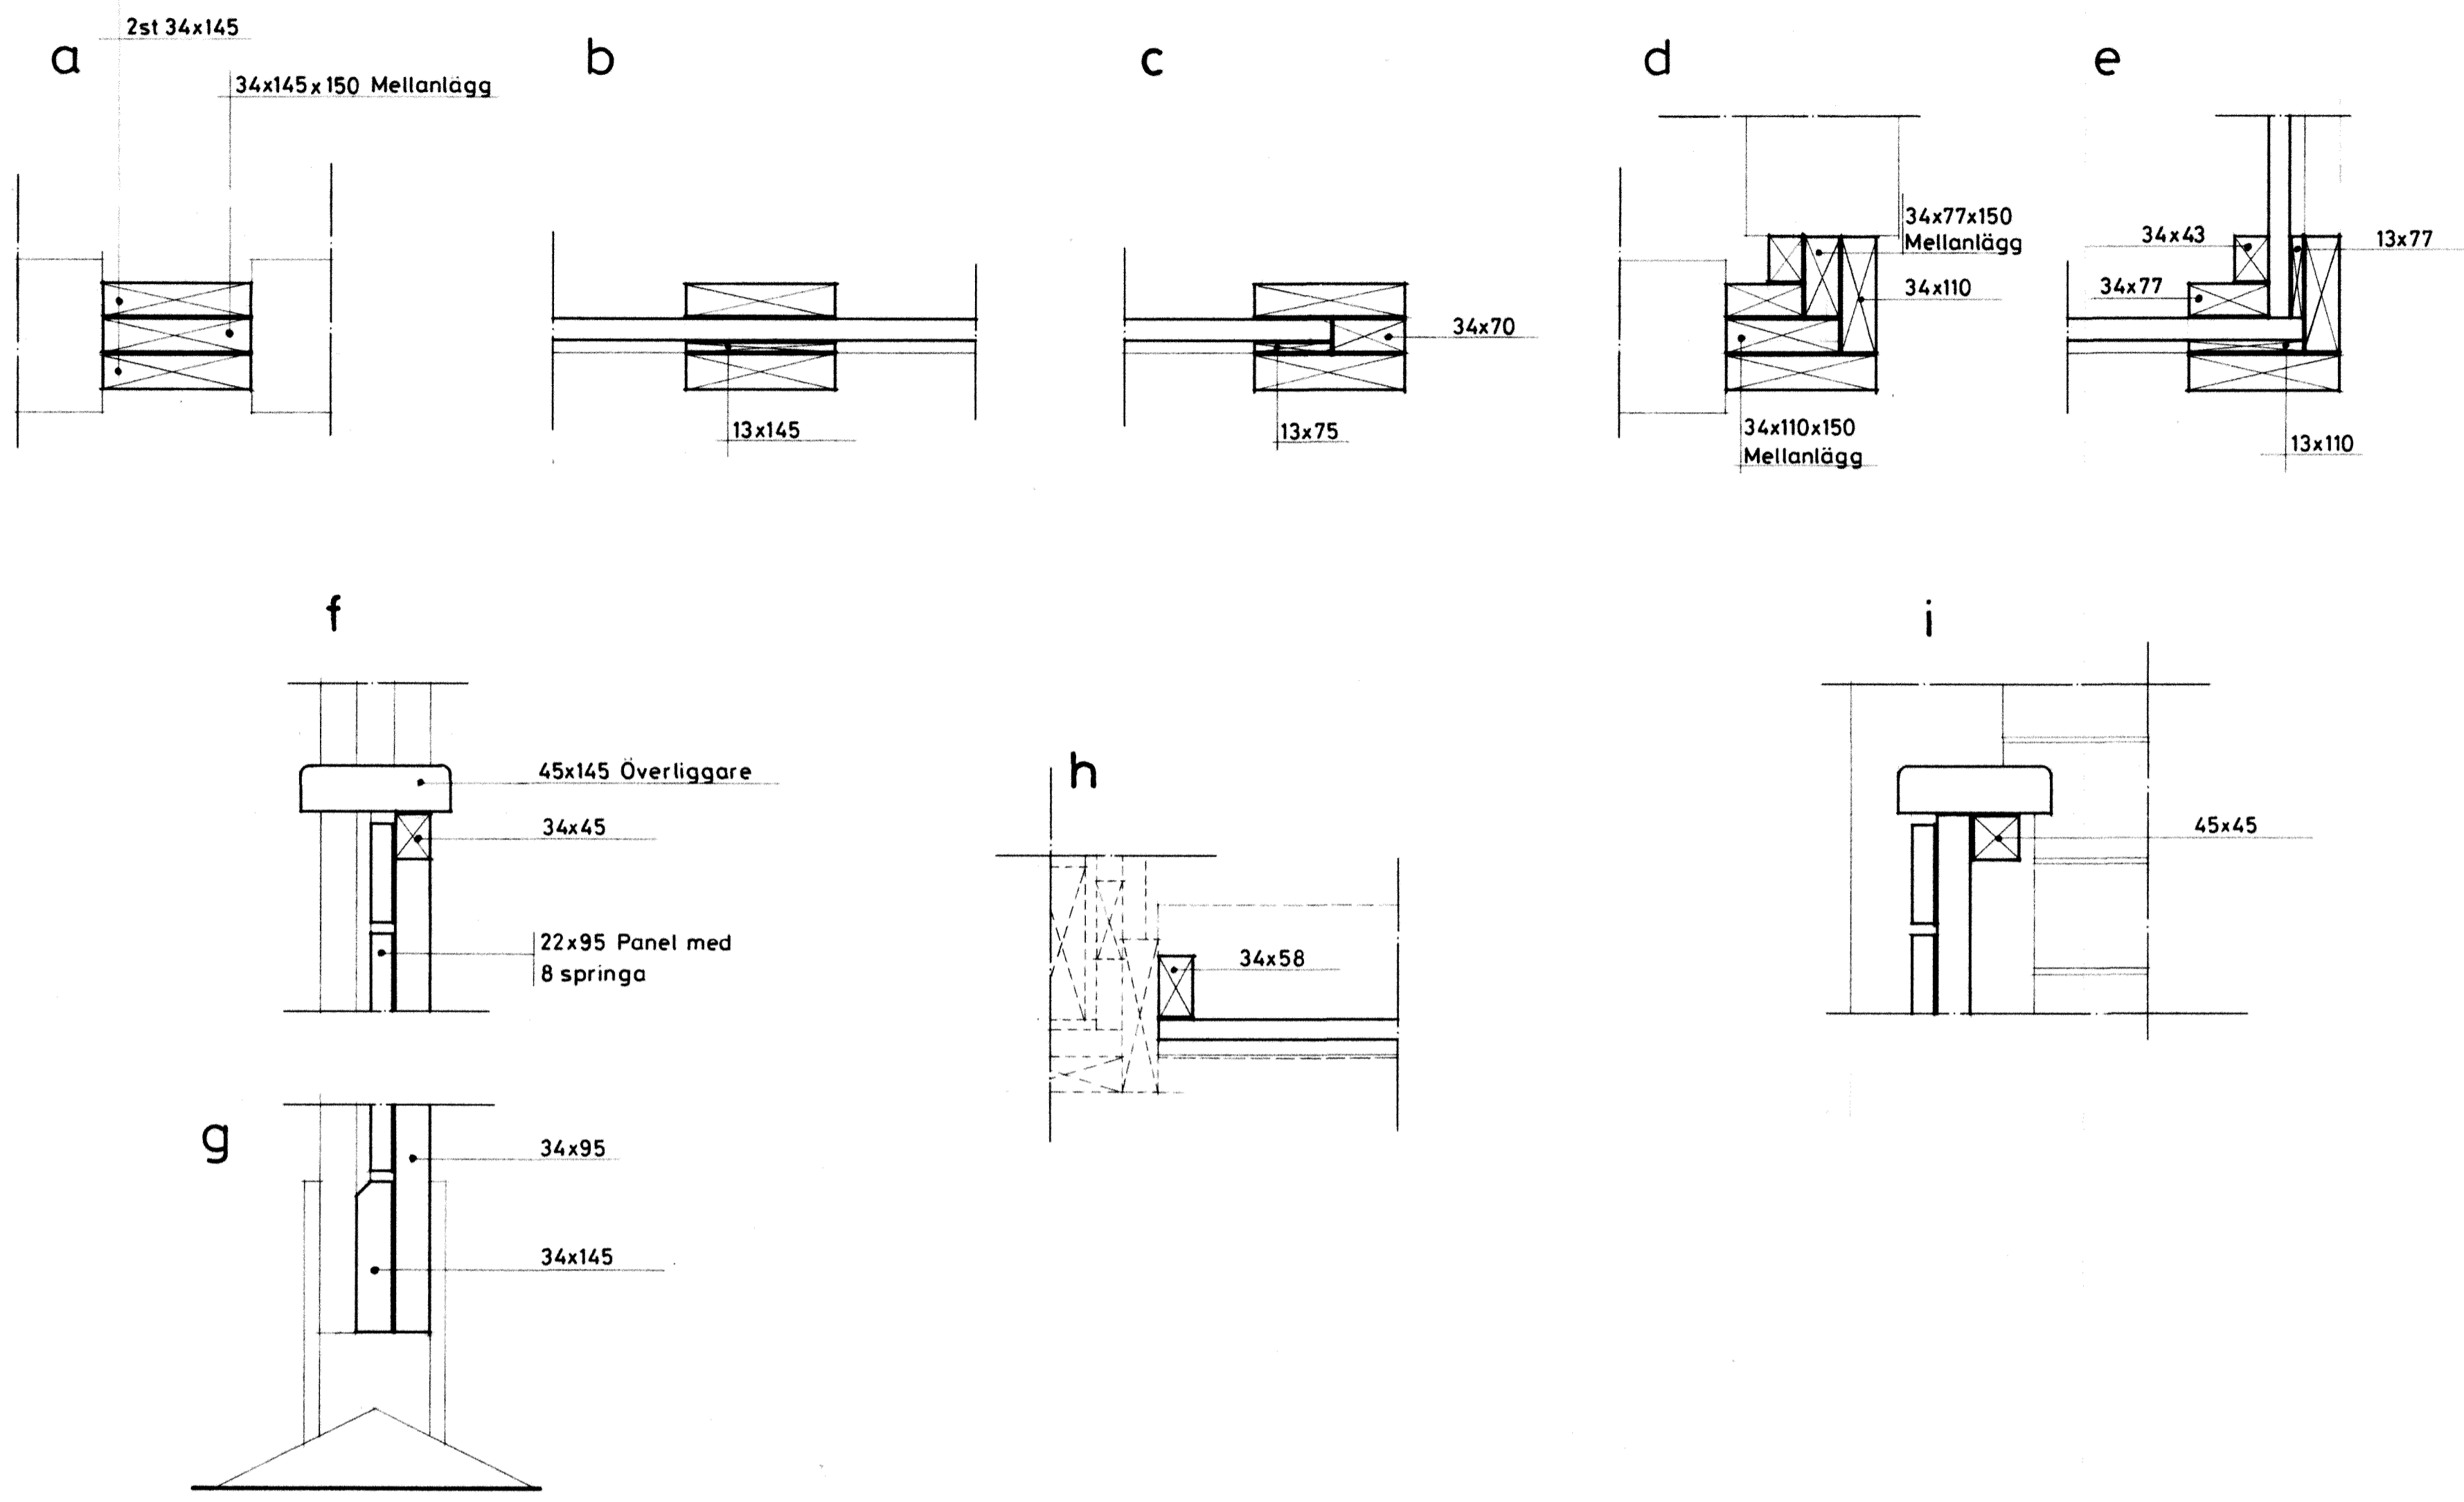 a
2st 34x145
34x145x150 Mellanlägg
b
13x145
c
34x70
13x75
d
34x77x150
Mellanlägg
34x110
34x110x150
Mellanlägg
e
34x43
13x77
34x77
13x110
f
45x145 Överliggare
34x45
22x95 Panel med
8 springa
g
34x95
34x145
h
34x58
i
45x45